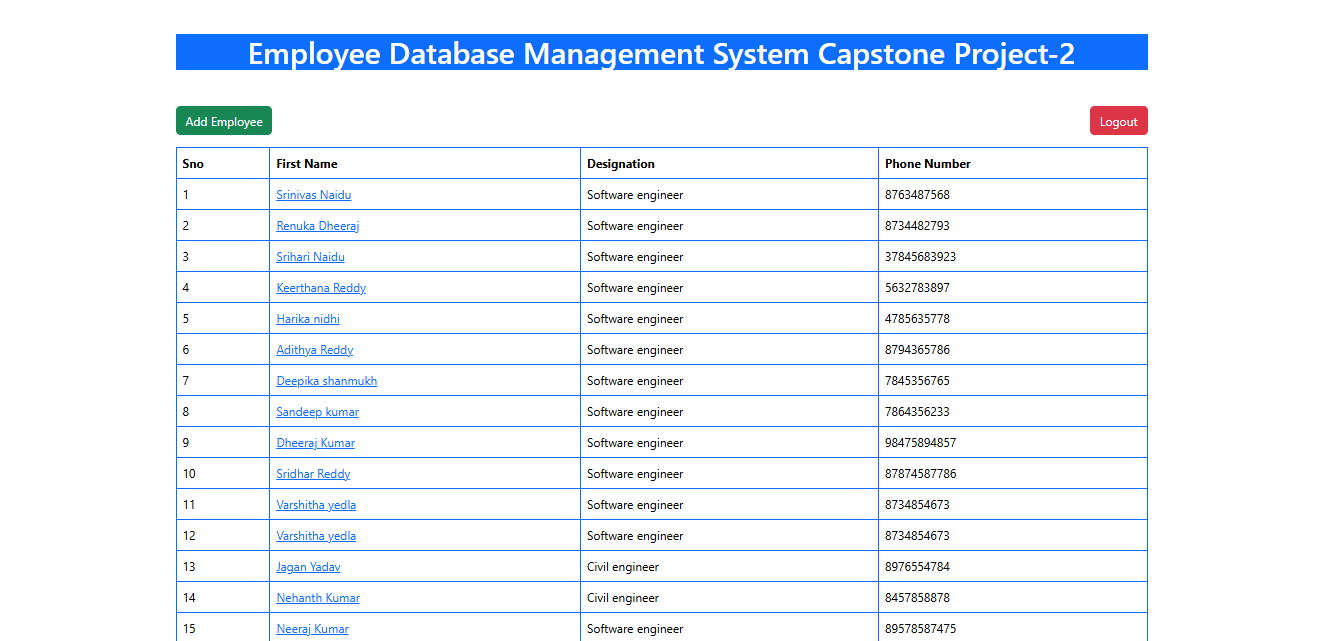 Employee Database Management System Capstone Project-2
Add Employee Logout
Sno First Name Designation Phone Number
1 Srinivas Naidu Software engineer 8763487568
2 Renuka Dheeraj Software engineer 8734482793
3 Srihari Naidu Software engineer 37845683923
4 Keerthana Reddy Software engineer 5632783897
5 Harika nidhi Software engineer 4785635778
6 Adithya Reddy Software engineer 8794365786
7 Deepika shanmukh Software engineer 7845356765
8 Sandeep kumar Software engineer 7864356233
9 Dheeraj Kumar Software engineer 98475894857
10 Sridhar Reddy Software engineer 87874587786
11 Varshitha yedla Software engineer 8734854673
12 Varshitha yedla Software engineer 8734854673
13 Jagan Yadav Civil engineer 8976554784
14 Nehanth Kumar Civil engineer 8457858878
15 Neeraj Kumar Software engineer 89578587475